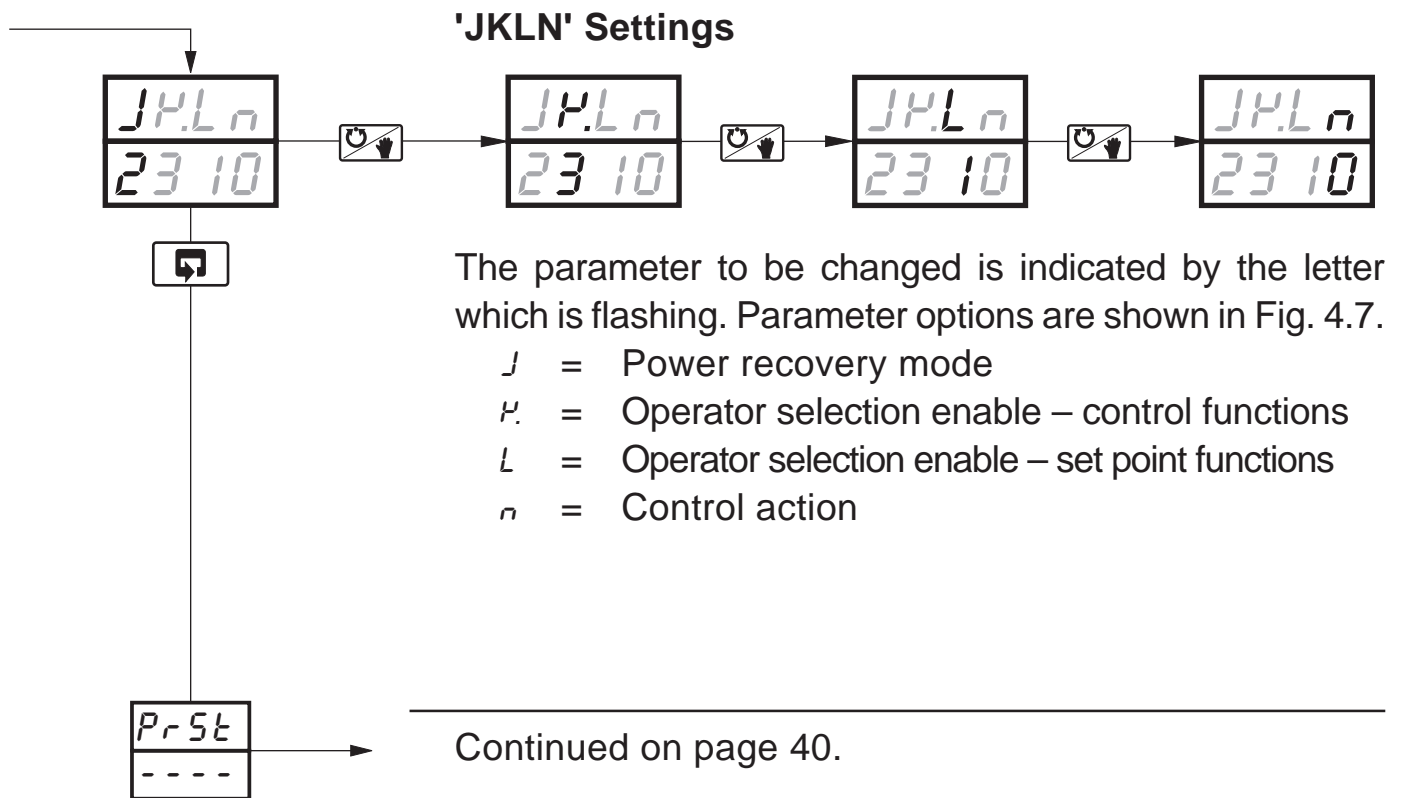 'JKLN' Settings
JK.Ln JK.Ln JK.Ln JK.Ln
2310 2310 2310 2310
The parameter to be changed is indicated by the letter
which is flashing. Parameter options are shown in Fig. 4.7.
J = Power recovery mode
K. = Operator selection enable – control functions
L = Operator selection enable – set point functions
n = Control action
PrSt
- - - -
Continued on page 40.